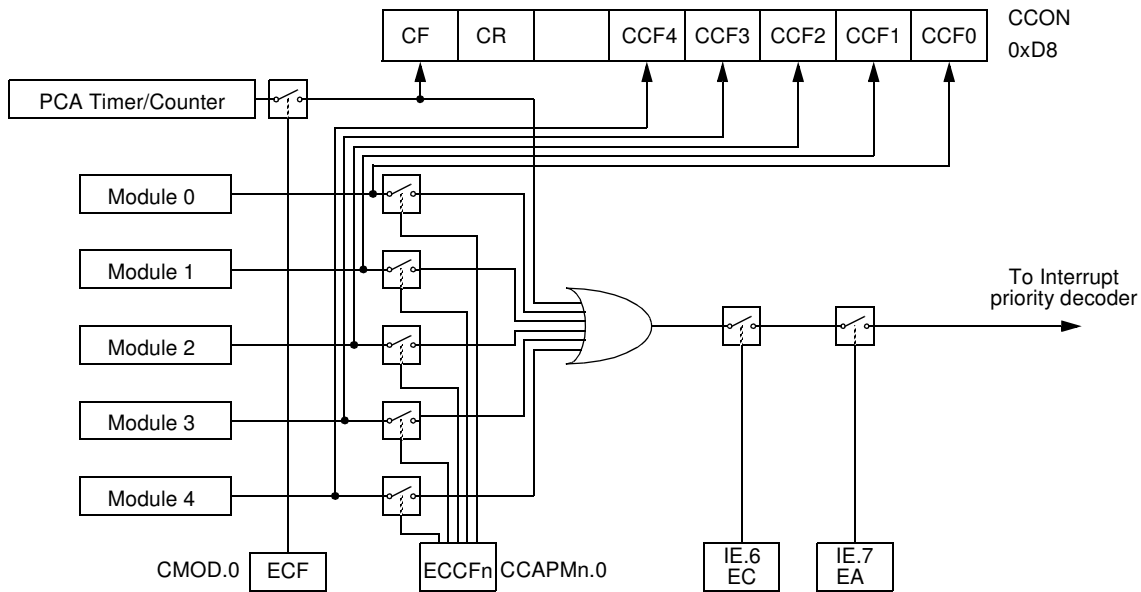 CF CR CCF4 CCF3 CCF2 CCF1 CCF0
CCON
0xD8
PCA Timer/Counter
Module 0
Module 1
Module 2
Module 3
Module 4
To Interrupt
priority decoder
CMOD.0 ECF
ECCFn CCAPMn.0
IE.6
EC
IE.7
EA